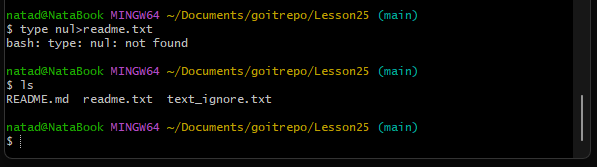 natad@NataBook MINGW64 ~/Documents/goitrepo/Lesson25 (main)
$ type nul>readme.txt
bash: type: nul: not found
natad@NataBook MINGW64 ~/Documents/goitrepo/Lesson25 (main)
$ ls
README.md  readme.txt  text_ignore.txt
natad@NataBook MINGW64 ~/Documents/goitrepo/Lesson25 (main)
$